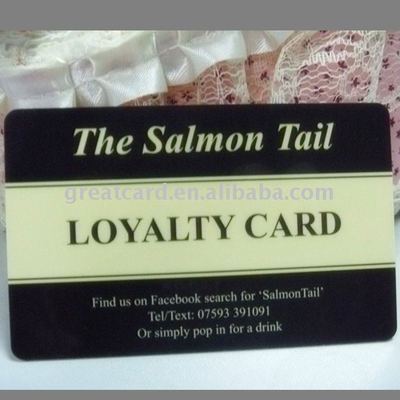 The Salmon Tail
greatcard.en.alibaba.com
LOYALTY CARD
Find us on Facebook search for 'SalmonTail'
Tel/Text: 07593 391091
Or simply pop in for a drink